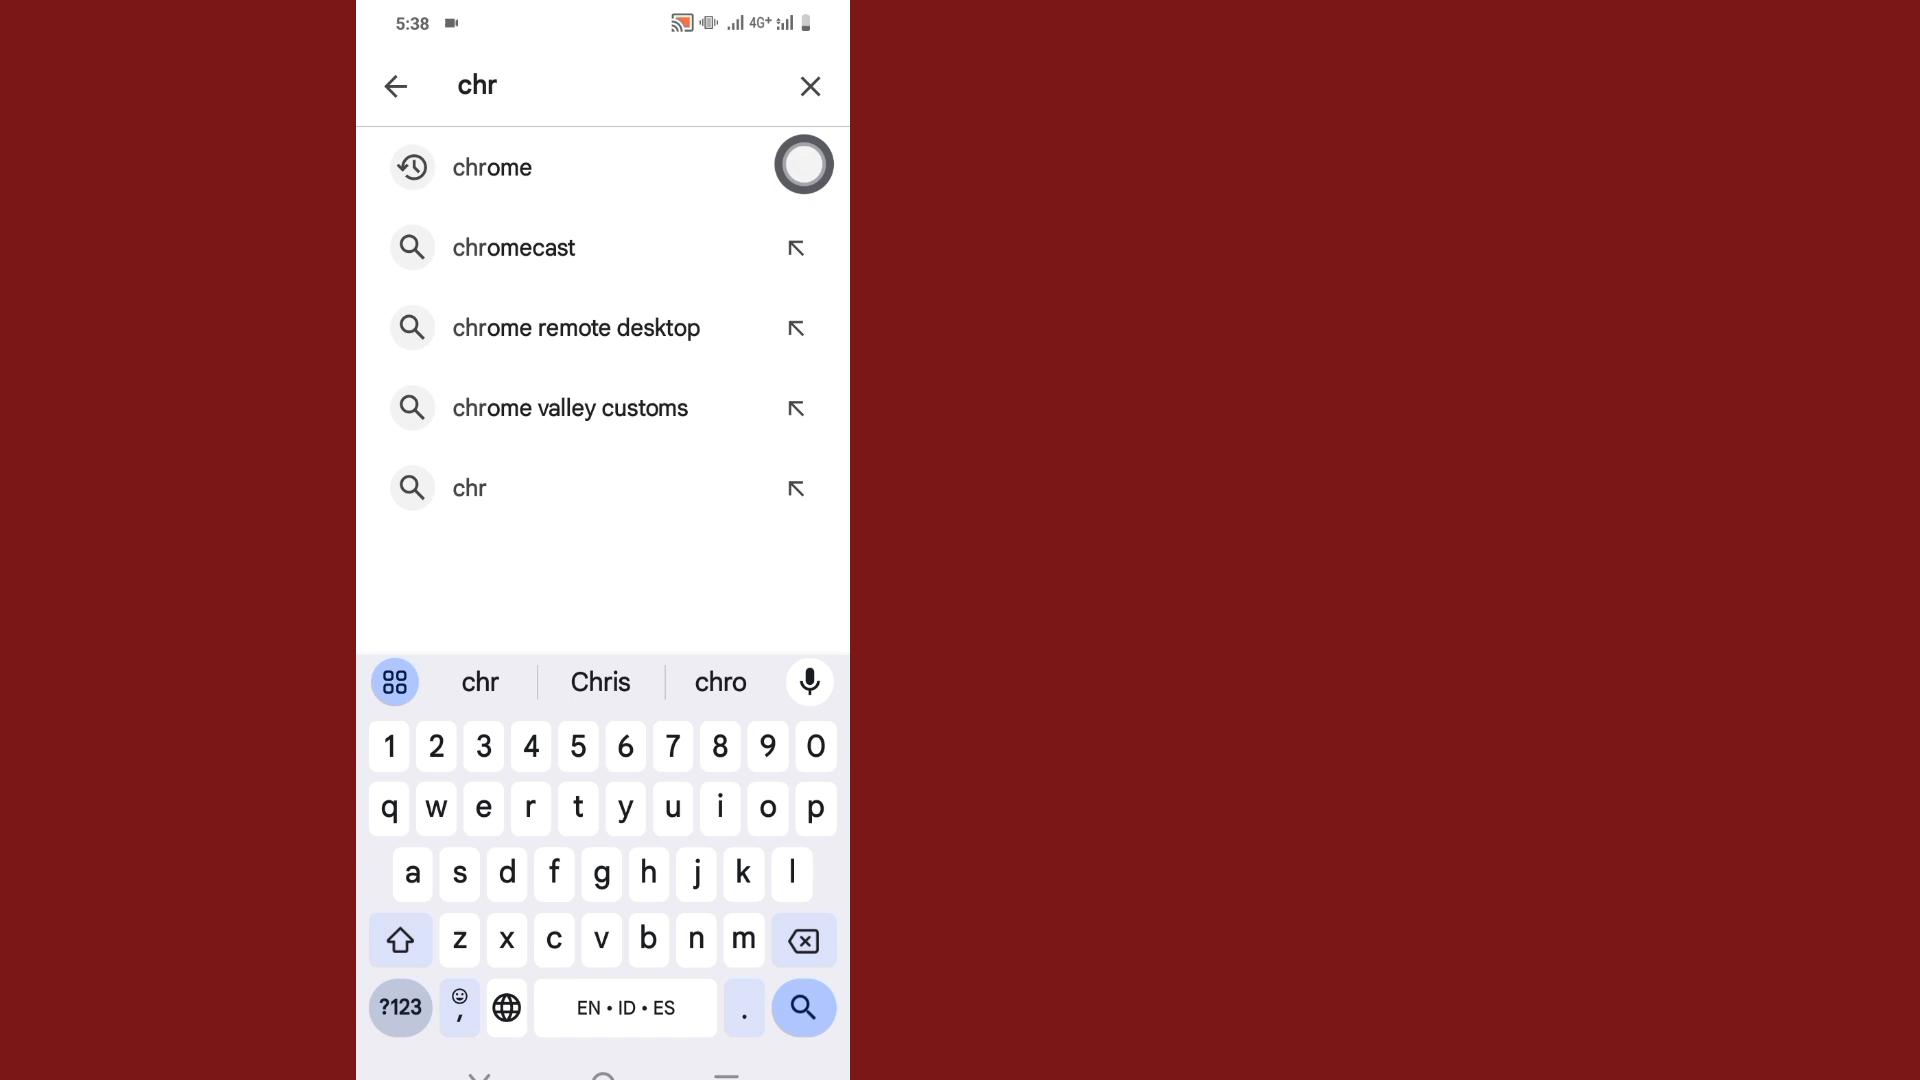 5:38
4G+
chr
chrome
chromecast
chrome remote desktop
chrome valley customs
chr
chr Chris chro
1 2 3 4 5 6 7 8 9 0
q w e r t y u i o p
a s d f g h j k l
z x c v b n m
?123 , EN • ID • ES .